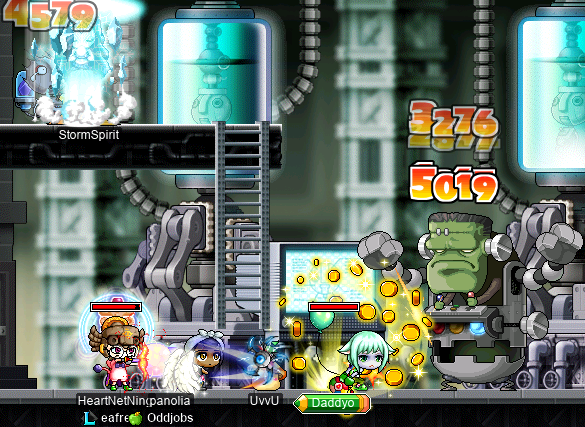 4579
StormSpirit
3276
5019
HeartNetNin panolia UvvU Daddyo
eafre Oddjobs